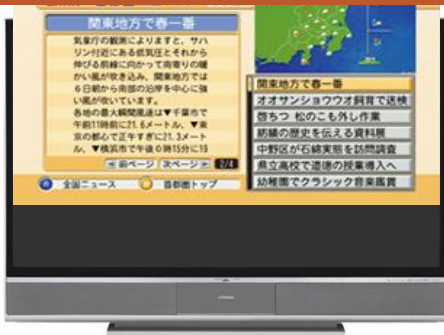 関東地方で春一番
気象庁の観測によりますと、サハ
リン付近にある低気圧とそれから
伸びる前線に向かって南寄りの暖
かい風が吹き込み、関東地方では
6日朝から南部の沿岸を中心に強
い風が吹いています。
各地の最大瞬間風速は▼千葉市で
午前11時前に21.6メートル、▼東
京の都心で正午すぎに21.3メート
ル、▼横浜市で午後0時15分に19
前ページ 次ページ 2/4
全国ニュース 首都圏トップ
関東地方で春一番
オオサンショウウオ飼育で送検
啓ちつ 松のこも外し作業
紡績の歴史を伝える資料展
中野区が石綿実態を訪問調査
県立高校で道徳の授業導入へ
幼稚園でクラシック音楽鑑賞